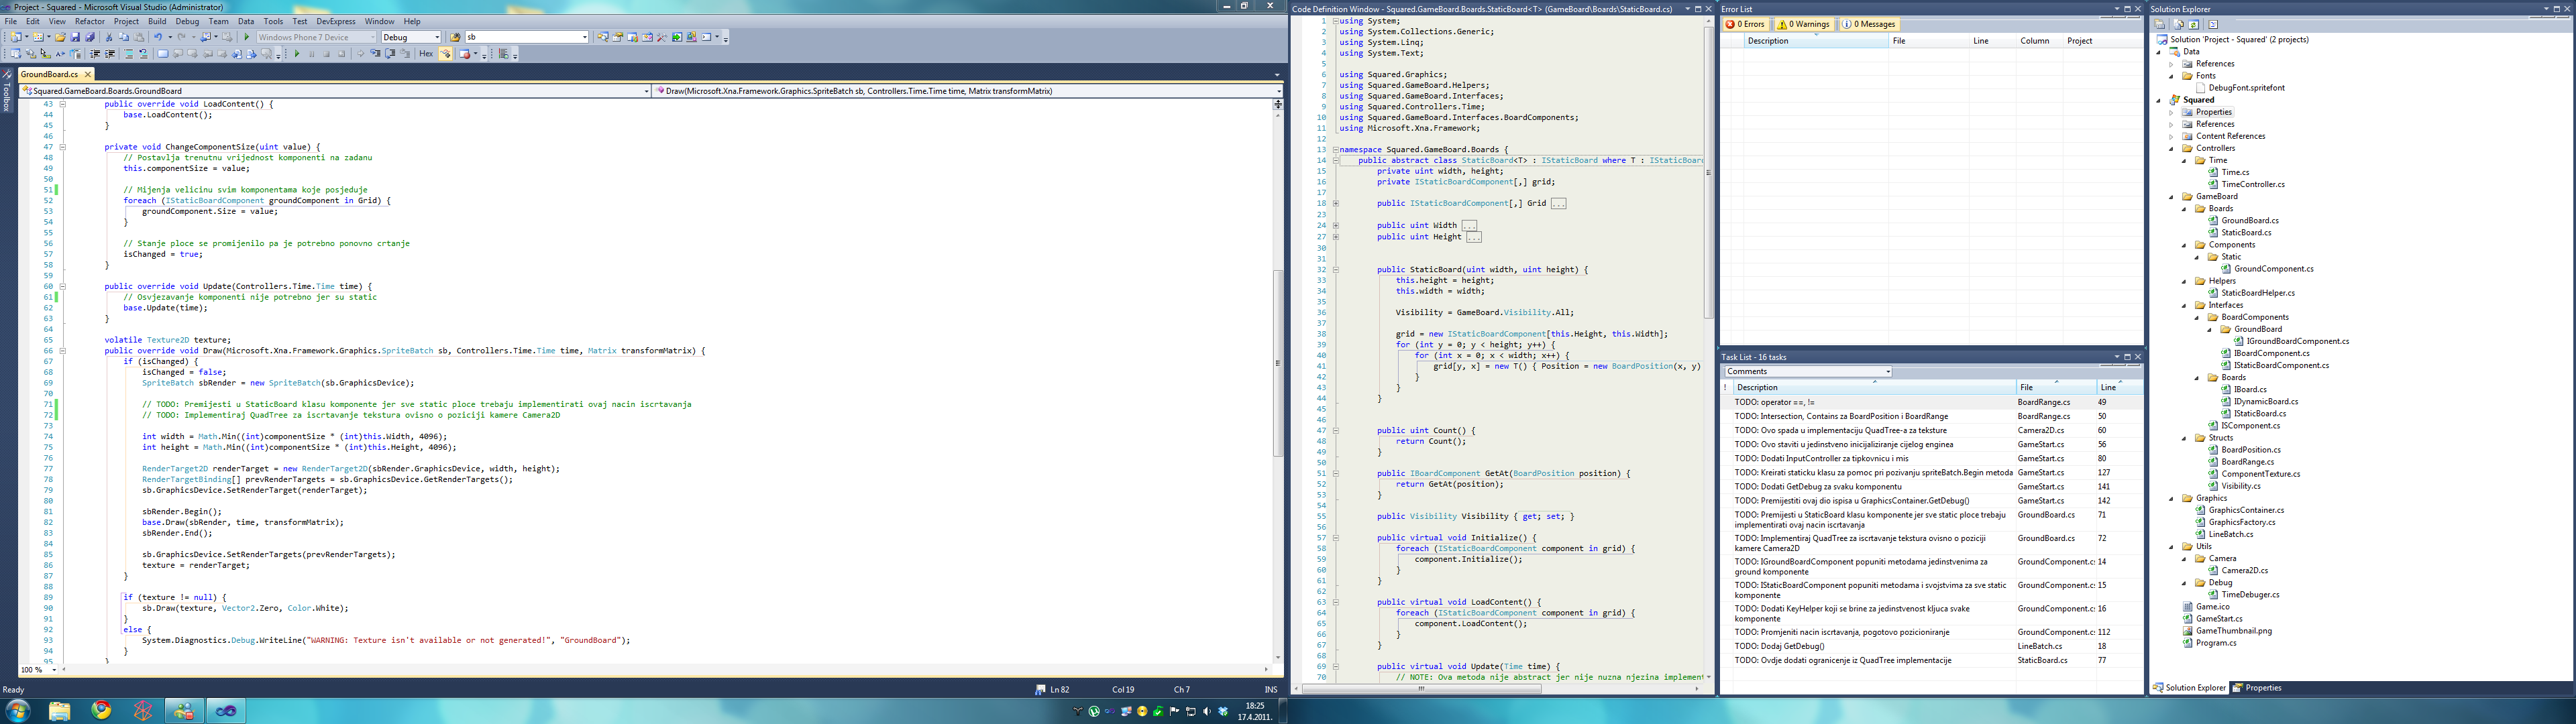 Project - Squared - Microsoft Visual Studio (Administrator)
File Edit View Refactor Project Build Debug Team Data Tools Test DevExpress Window Help
Windows Phone 7 Device Debug sb
Hex
Toolbox
GroundBoard.cs
Squared.GameBoard.Boards.GroundBoard
Draw(Microsoft.Xna.Framework.Graphics.SpriteBatch sb, Controllers.Time.Time time, Matrix transformMatrix)
43 public override void LoadContent() {
44 base.LoadContent();
45 }
46
47 private void ChangeComponentSize(uint value) {
48 // Postavlja trenutnu vrijednost komponenti na zadanu
49 this.componentSize = value;
50
51 // Mijenja velicinu svim komponentama koje posjeduje
52 foreach (IStaticBoardComponent groundComponent in Grid) {
53 groundComponent.Size = value;
54 }
55
56 // Stanje ploce se promijenilo pa je potrebno ponovno crtanje
57 isChanged = true;
58 }
59
60 public override void Update(Controllers.Time.Time time) {
61 // Osvjezavanje komponenti nije potrebno jer su static
62 base.Update(time);
63 }
64
65 volatile Texture2D texture;
66 public override void Draw(Microsoft.Xna.Framework.Graphics.SpriteBatch sb, Controllers.Time.Time time, Matrix transformMatrix) {
67 if (isChanged) {
68 isChanged = false;
69 SpriteBatch sbRender = new SpriteBatch(sb.GraphicsDevice);
70
71 // TODO: Premijesti u StaticBoard klasu komponente jer sve static ploce trebaju implementirati ovaj nacin iscrtavanja
72 // TODO: Implementiraj QuadTree za iscrtavanje tekstura ovisno o poziciji kamere Camera2D
73
74 int width = Math.Min((int)componentSize * (int)this.Width, 4096);
75 int height = Math.Min((int)componentSize * (int)this.Height, 4096);
76
77 RenderTarget2D renderTarget = new RenderTarget2D(sbRender.GraphicsDevice, width, height);
78 RenderTargetBinding[] prevRenderTargets = sb.GraphicsDevice.GetRenderTargets();
79 sb.GraphicsDevice.SetRenderTarget(renderTarget);
80
81 sbRender.Begin();
82 base.Draw(sbRender, time, transformMatrix);
83 sbRender.End();
84
85 sb.GraphicsDevice.SetRenderTargets(prevRenderTargets);
86 texture = renderTarget;
87 }
88
89 if (texture != null) {
90 sb.Draw(texture, Vector2.Zero, Color.White);
91 }
92 else {
93 System.Diagnostics.Debug.WriteLine("WARNING: Texture isn't available or not generated!", "GroundBoard");
94 }
95 }
100 %
Ready Ln 82 Col 19 Ch 7 INS
18:25
17.4.2011.
Code Definition Window - Squared.GameBoard.Boards.StaticBoard<T> (GameBoard\Boards\StaticBoard.cs)
1 using System;
2 using System.Collections.Generic;
3 using System.Linq;
4 using System.Text;
5
6 using Squared.Graphics;
7 using Squared.GameBoard.Helpers;
8 using Squared.GameBoard.Interfaces;
9 using Squared.Controllers.Time;
10 using Squared.GameBoard.Interfaces.BoardComponents;
11 using Microsoft.Xna.Framework;
12
13 namespace Squared.GameBoard.Boards {
14 public abstract class StaticBoard<T> : IStaticBoard where T : IStaticBoard
15 private uint width, height;
16 private IStaticBoardComponent[,] grid;
17
18 public IStaticBoardComponent[,] Grid ...
23
24 public uint Width ...
27 public uint Height ...
30
31
32 public StaticBoard(uint width, uint height) {
33 this.height = height;
34 this.width = width;
35
36 Visibility = GameBoard.Visibility.All;
37
38 grid = new IStaticBoardComponent[this.Height, this.Width];
39 for (int y = 0; y < height; y++) {
40 for (int x = 0; x < width; x++) {
41 grid[y, x] = new T() { Position = new BoardPosition(x, y)
42 }
43 }
44 }
45
46
47 public uint Count() {
48 return Count();
49 }
50
51 public IBoardComponent GetAt(BoardPosition position) {
52 return GetAt(position);
53 }
54
55 public Visibility Visibility { get; set; }
56
57 public virtual void Initialize() {
58 foreach (IStaticBoardComponent component in grid) {
59 component.Initialize();
60 }
61 }
62
63 public virtual void LoadContent() {
64 foreach (IStaticBoardComponent component in grid) {
65 component.LoadContent();
66 }
67 }
68
69 public virtual void Update(Time time) {
70 // NOTE: Ova metoda nije abstract jer nije nuzna njezina implement
Error List
0 Errors 0 Warnings 0 Messages
Description File Line Column Project
Task List - 16 tasks
Comments
! Description File Line
TODO: operator ==, != BoardRange.cs 49
TODO: Intersection, Contains za BoardPosition i BoardRange BoardRange.cs 50
TODO: Ovo spada u implementaciju QuadTree-a za teksture Camera2D.cs 60
TODO: Ovo staviti u jedinstveno inicijaliziranje cijelog enginea GameStart.cs 56
TODO: Dodati InputController za tipkovnicu i mis GameStart.cs 80
TODO: Kreirati staticku klasu za pomoc pri pozivanju spriteBatch.Begin metoda GameStart.cs 127
TODO: Dodati GetDebug za svaku komponentu GameStart.cs 141
TODO: Premijestiti ovaj dio ispisa u GraphicsContainer.GetDebug() GameStart.cs 142
TODO: Premijesti u StaticBoard klasu komponente jer sve static ploce trebaju GroundBoard.cs 71
implementirati ovaj nacin iscrtavanja
TODO: Implementiraj QuadTree za iscrtavanje tekstura ovisno o poziciji GroundBoard.cs 72
kamere Camera2D
TODO: IGroundBoardComponent popuniti metodama jedinstvenima za GroundComponent.cs 14
ground komponente
TODO: IStaticBoardComponent popuniti metodama i svojstvima za sve static GroundComponent.cs 15
komponente
TODO: Dodati KeyHelper koji se brine za jedinstvenost kljuca svake GroundComponent.cs 16
komponente
TODO: Promjeniti nacin iscrtavanja, pogotovo pozicioniranje GroundComponent.cs 112
TODO: Dodaj GetDebug() LineBatch.cs 18
TODO: Ovdje dodati ogranicenje iz QuadTree implementacije StaticBoard.cs 77
Solution Explorer
Solution 'Project - Squared' (2 projects)
Data
References
Fonts
DebugFont.spritefont
Squared
Properties
References
Content References
Controllers
Time
Time.cs
TimeController.cs
GameBoard
Boards
GroundBoard.cs
StaticBoard.cs
Components
Static
GroundComponent.cs
Helpers
StaticBoardHelper.cs
Interfaces
BoardComponents
GroundBoard
IGroundBoardComponent.cs
IBoardComponent.cs
IStaticBoardComponent.cs
Boards
IBoard.cs
IDynamicBoard.cs
IStaticBoard.cs
ISComponent.cs
Structs
BoardPosition.cs
BoardRange.cs
ComponentTexture.cs
Visibility.cs
Graphics
GraphicsContainer.cs
GraphicsFactory.cs
LineBatch.cs
Utils
Camera
Camera2D.cs
Debug
TimeDebuger.cs
Game.ico
GameStart.cs
GameThumbnail.png
Program.cs
Solution Explorer Properties